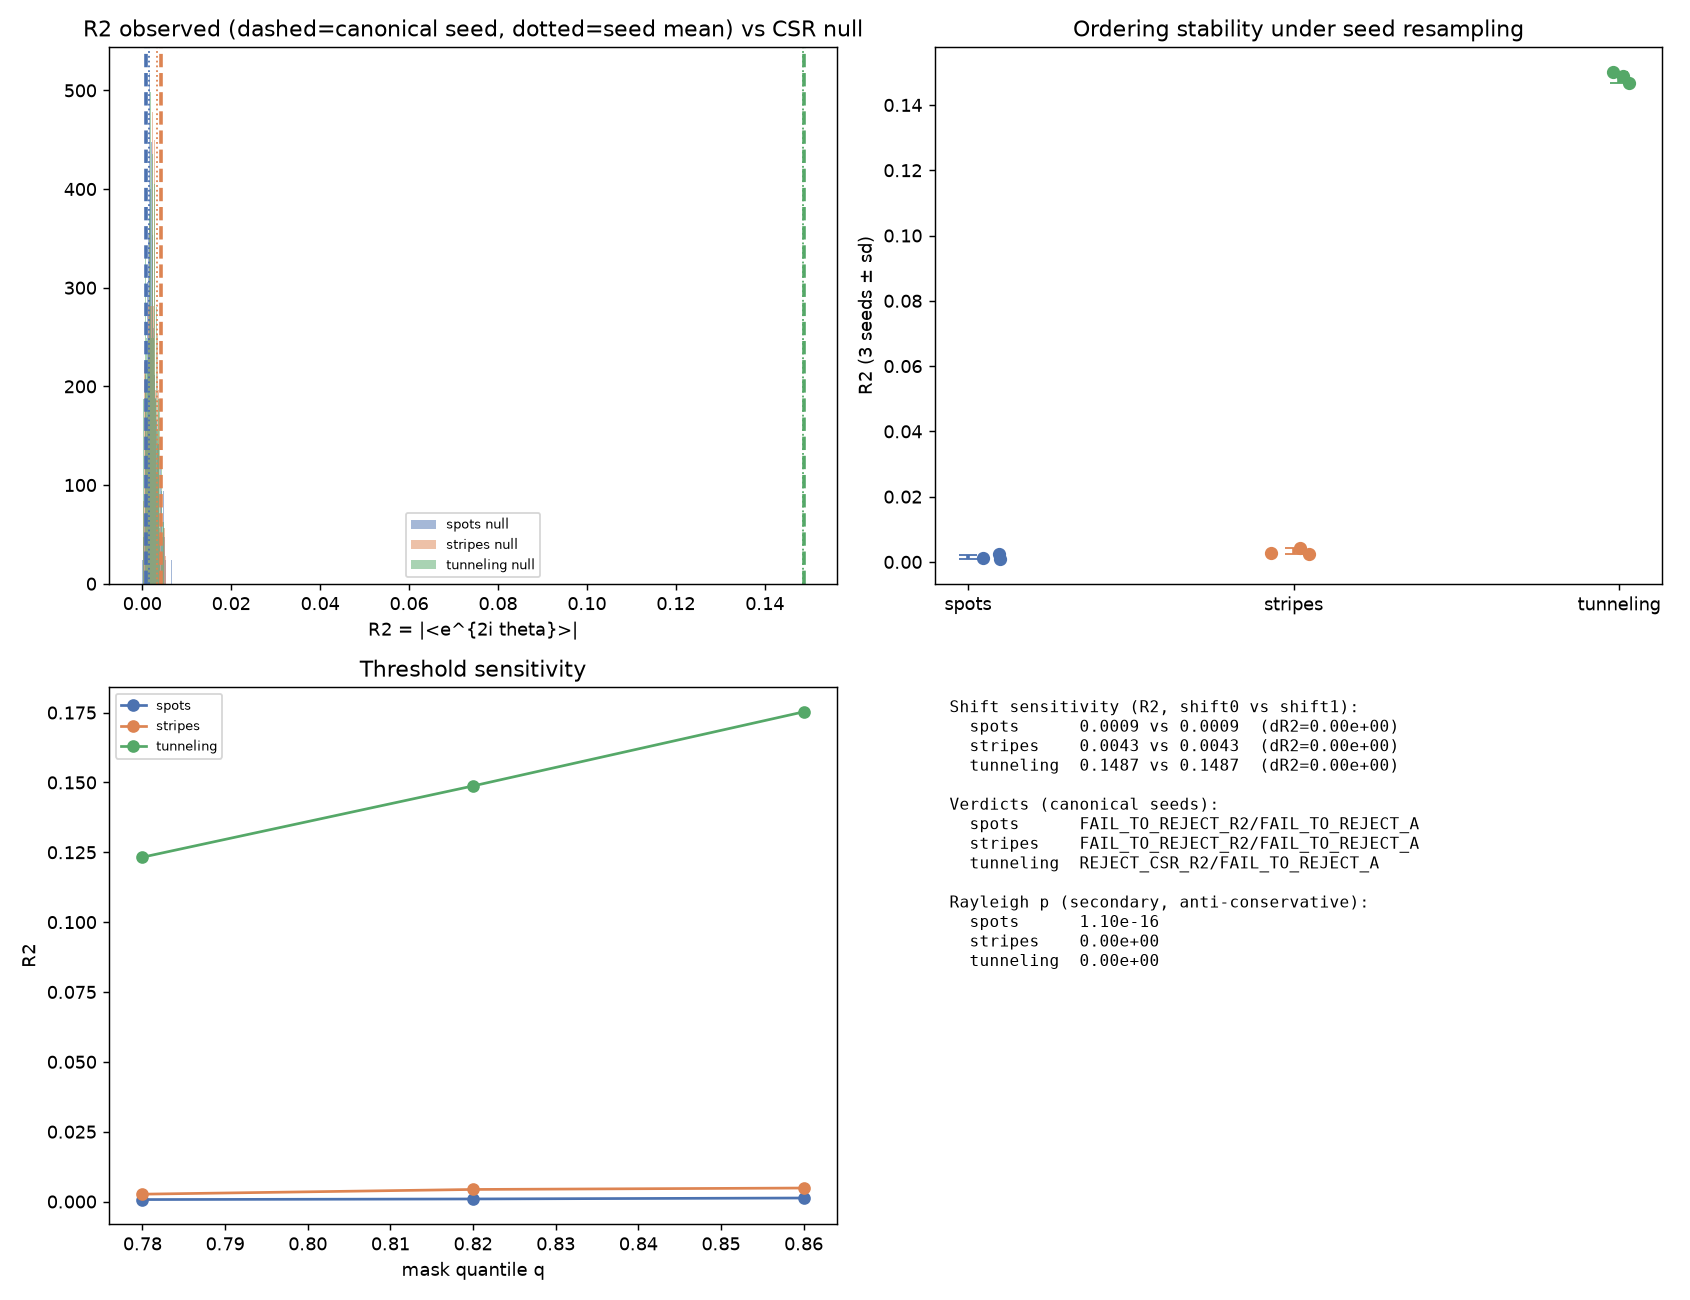 R2 observed (dashed=canonical seed, dotted=seed mean) vs CSR null
500
400
300
200
100
0
spots null
stripes null
tunneling null
0.00 0.02 0.04 0.06 0.08 0.10 0.12 0.14
R2 = |<e^{2i theta}>|
Ordering stability under seed resampling
R2 (3 seeds ± sd)
0.14
0.12
0.10
0.08
0.06
0.04
0.02
0.00
spots stripes tunneling
Threshold sensitivity
spots
stripes
tunneling
R2
0.175
0.150
0.125
0.100
0.075
0.050
0.025
0.000
0.78 0.79 0.80 0.81 0.82 0.83 0.84 0.85 0.86
mask quantile q
Shift sensitivity (R2, shift0 vs shift1):
spots 0.0009 vs 0.0009 (dR2=0.00e+00)
stripes 0.0043 vs 0.0043 (dR2=0.00e+00)
tunneling 0.1487 vs 0.1487 (dR2=0.00e+00)
Verdicts (canonical seeds):
spots FAIL_TO_REJECT_R2/FAIL_TO_REJECT_A
stripes FAIL_TO_REJECT_R2/FAIL_TO_REJECT_A
tunneling REJECT_CSR_R2/FAIL_TO_REJECT_A
Rayleigh p (secondary, anti-conservative):
spots 1.10e-16
stripes 0.00e+00
tunneling 0.00e+00